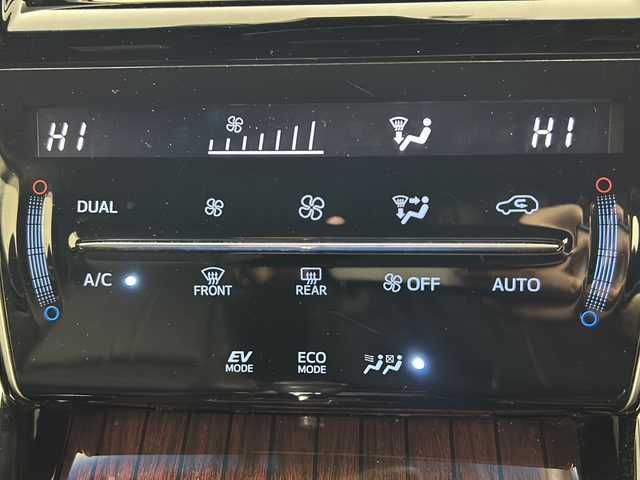 HI HI
DUAL
A/C FRONT REAR OFF AUTO
EV MODE ECO MODE